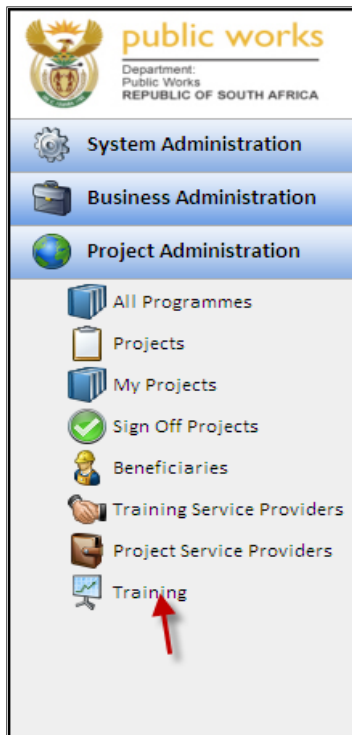 public works
Department:
Public Works
REPUBLIC OF SOUTH AFRICA
System Administration
Business Administration
Project Administration
All Programmes
Projects
My Projects
Sign Off Projects
Beneficiaries
Training Service Providers
Project Service Providers
Training